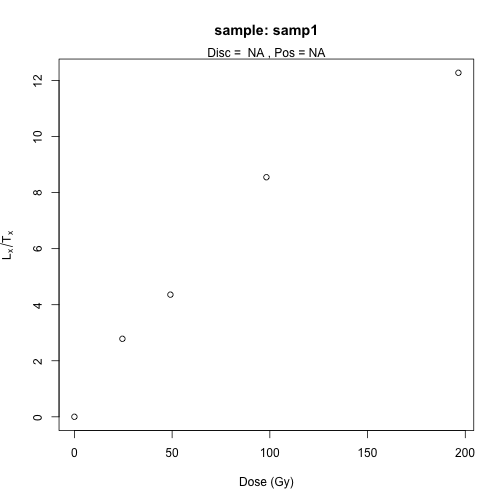 sample: samp1
Disc =  NA , Pos = NA
12
10
8
6
4
2
0
Lx/Tx
0 50 100 150 200
Dose (Gy)